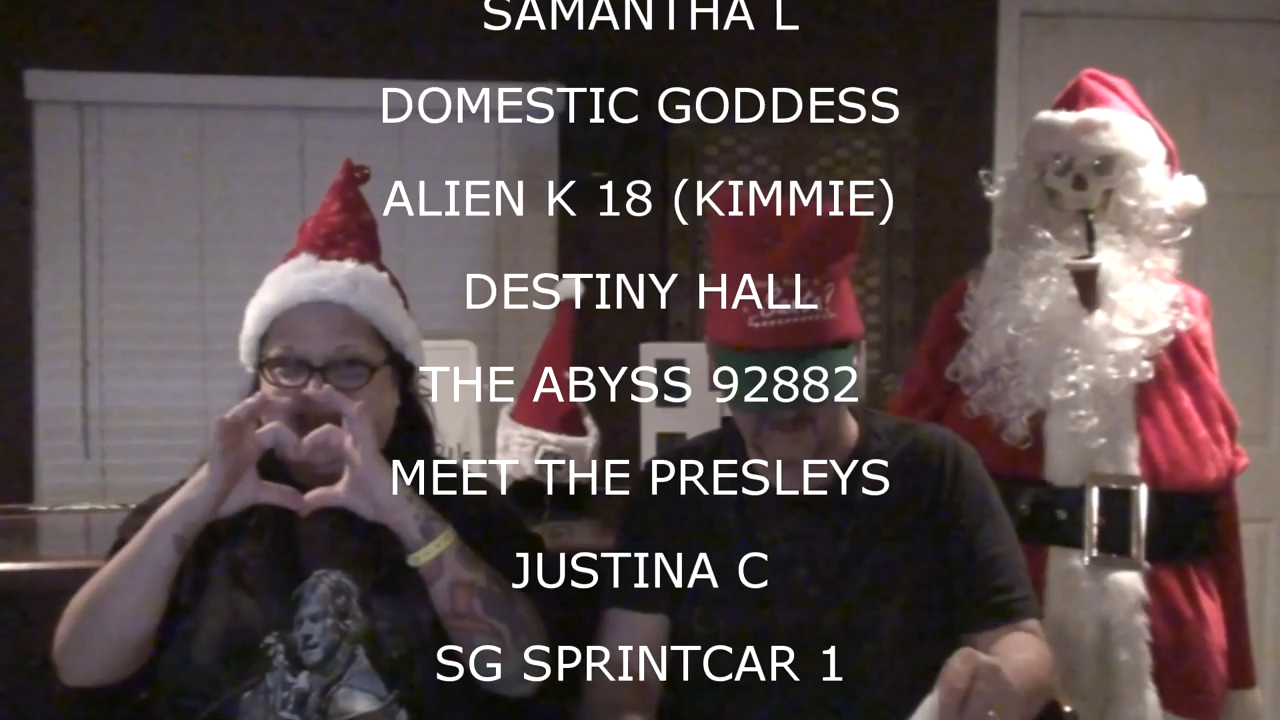 SAMANTHA L
DOMESTIC GODDESS
ALIEN K 18 (KIMMIE)
DESTINY HALL
THE ABYSS 92882
MEET THE PRESLEYS
JUSTINA C
SG SPRINTCAR 1